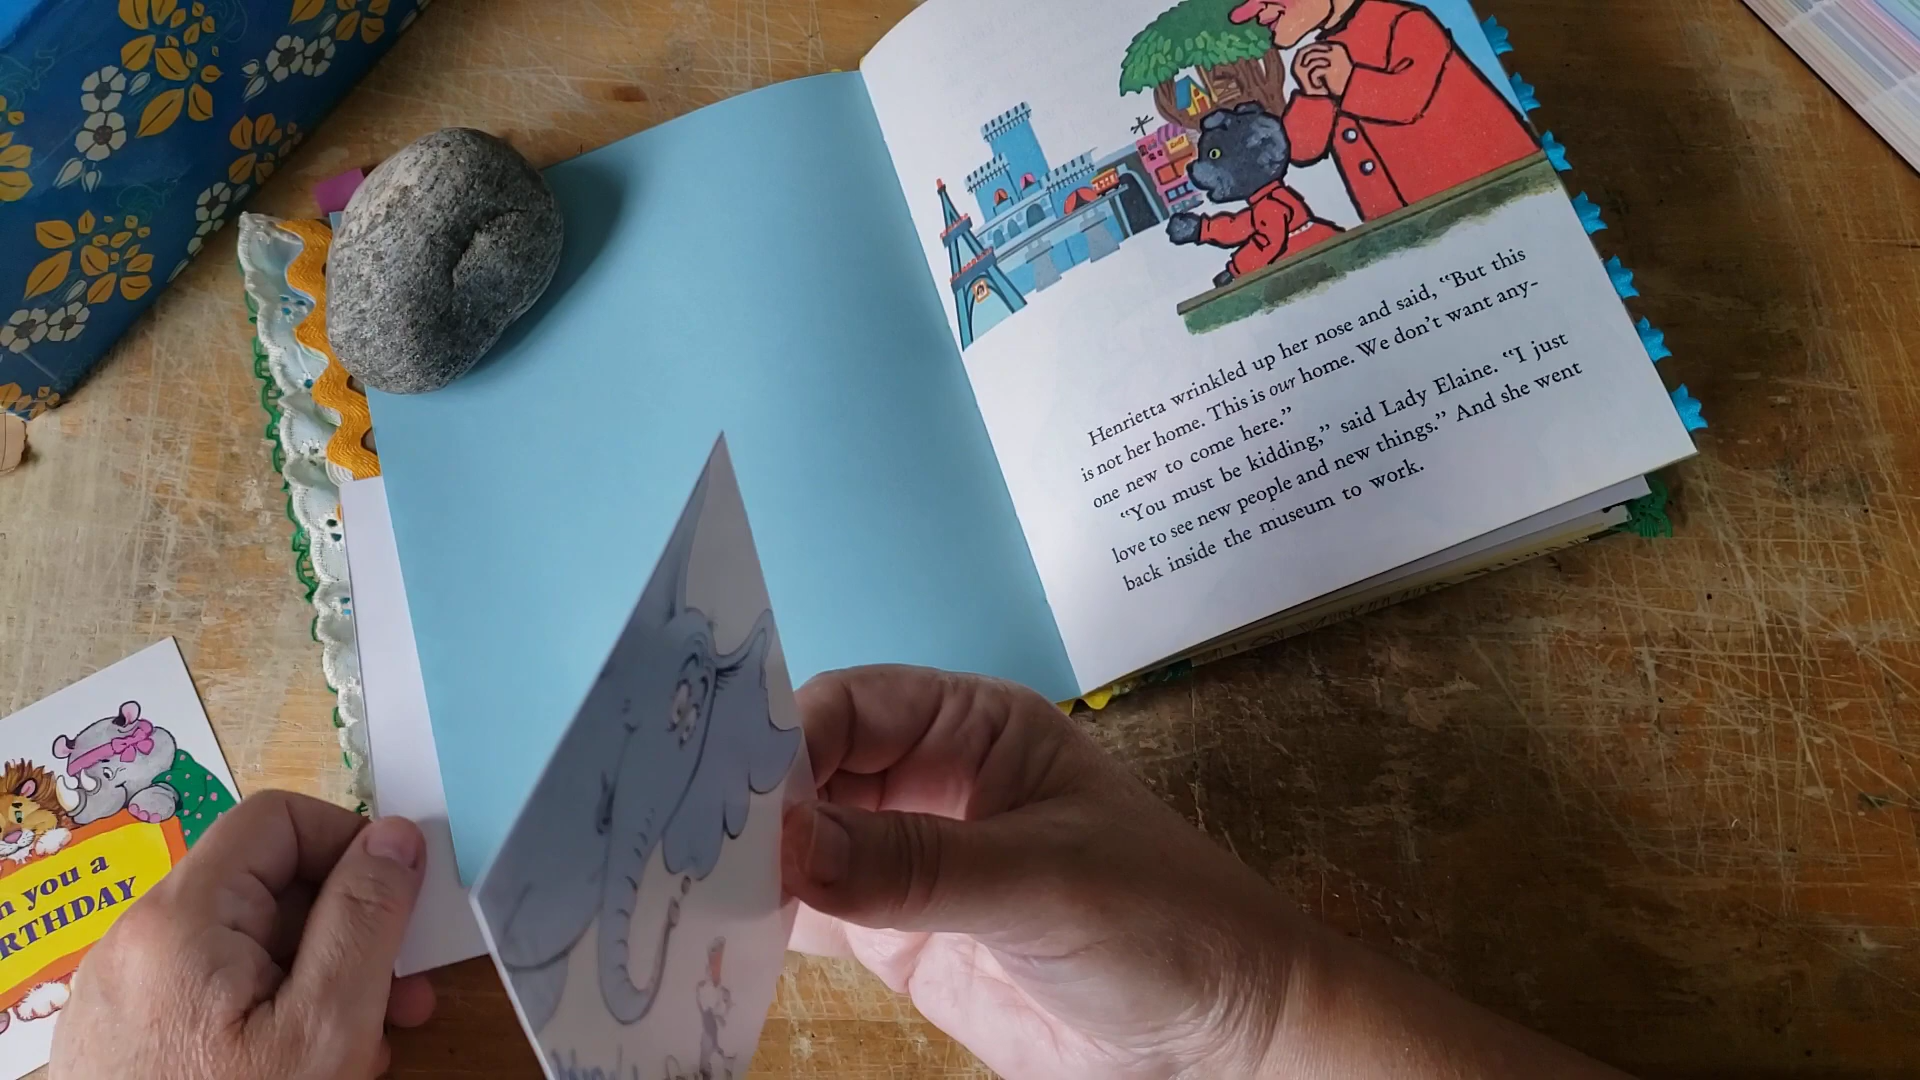 Henrietta wrinkled up her nose and said, “But this
is not her home. This is our home. We don’t want any-
one new to come here.”
“You must be kidding,” said Lady Elaine. “I just
love to see new people and new things.” And she went
back inside the museum to work.
you a
RTHDAY